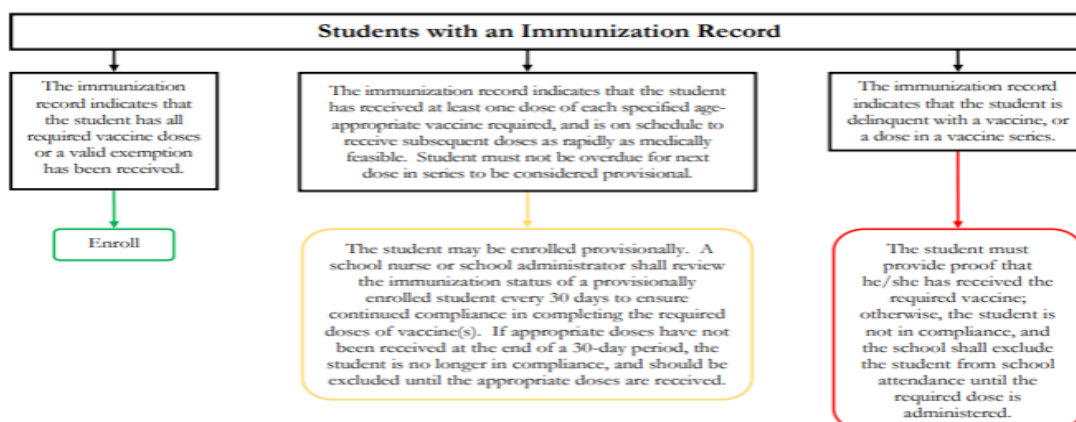 Students with an Immunization Record
The immunization
record indicates that
the student has all
required vaccine doses
or a valid exemption
has been received.
Enroll
The immunization record indicates that the student
has received at least one dose of each specified age-
appropriate vaccine required, and is on schedule to
receive subsequent doses as rapidly as medically
feasible. Student must not be overdue for next
dose in series to be considered provisional.
The student may be enrolled provisionally. A
school nurse or school administrator shall review
the immunization status of a provisionally
enrolled student every 30 days to ensure
continued compliance in completing the required
doses of vaccine(s). If appropriate doses have not
been received at the end of a 30-day period, the
student is no longer in compliance, and should be
excluded until the appropriate doses are received.
The immunization record
indicates that the student is
delinquent with a vaccine, or
a dose in a vaccine series.
The student must
provide proof that
he/she has received the
required vaccine;
otherwise, the student is
not in compliance, and
the school shall exclude
the student from school
attendance until the
required dose is
administered.